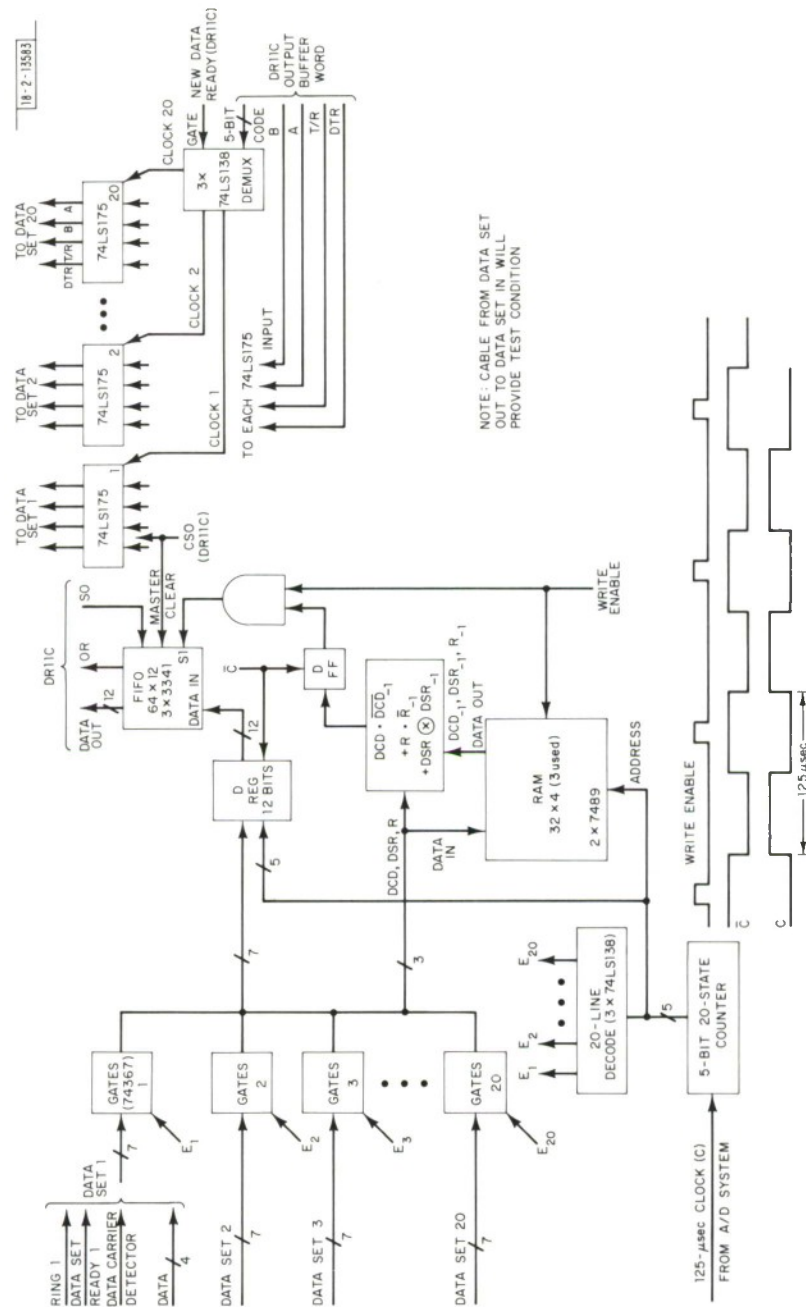 18-2-13583
RING 1
DATA SET
READY 1
DATA CARRIER
DETECTOR
DATA
4
DATA
SET 1
7
GATES
(74367)
1
E1
DATA SET 2
7
GATES
2
E2
DATA SET 3
7
GATES
3
E3
DATA SET 20
7
GATES
20
E20
125-μsec CLOCK (C)
FROM A/D SYSTEM
5-BIT 20-STATE
COUNTER
5
20-LINE
DECODE (3 × 74LS138)
E1
E2
E20
7
3
5
DCD, DSR, R
DATA
IN
RAM
32 × 4 (3 used)
2 × 7489
ADDRESS
DATA OUT
DCD-1, DSR-1, R-1
DCD · D̅C̅D̅-1
+ R · R̅-1
+DSR ⊗ DSR-1
D
REG
12 BITS
12
C̅
D
FF
WRITE
ENABLE
DR11C
DATA
OUT
12
OR
SO
FIFO
64 × 12
3 × 3341
DATA IN
SI
MASTER
CLEAR
CSO
(DR11C)
TO DATA
SET 1
74LS175
1
TO DATA
SET 2
74LS175
2
TO DATA
SET 20
DTR
T/R
B
A
74LS175
20
CLOCK 1
CLOCK 2
CLOCK 20
3×
74LS138
DEMUX
GATE
NEW DATA
READY (DR11C)
5-BIT
CODE
B
A
T/R
DTR
DR11C
OUTPUT
BUFFER
WORD
TO EACH 74LS175 INPUT
NOTE: CABLE FROM DATA SET
OUT TO DATA SET IN WILL
PROVIDE TEST CONDITION
WRITE ENABLE
C̅
C
125 μsec